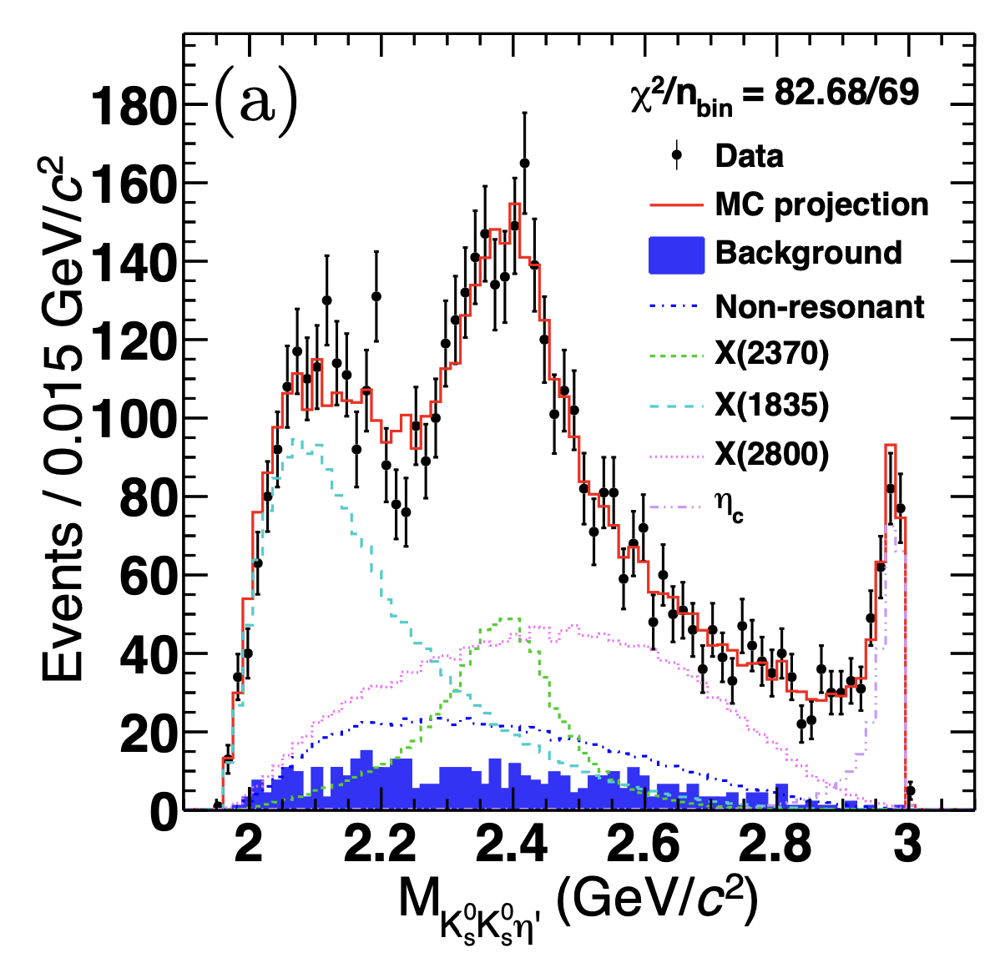 (a)
χ²/n_bin = 82.68/69
Data
MC projection
Background
Non-resonant
X(2370)
X(1835)
X(2800)
η_c
Events / 0.015 GeV/c²
180
160
140
120
100
80
60
40
20
0
2 2.2 2.4 2.6 2.8 3
M_{K⁰_s K⁰_s η'} (GeV/c²)